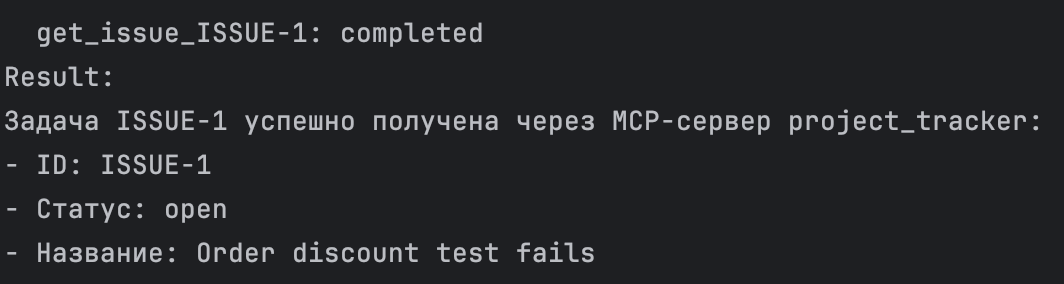 get_issue_ISSUE-1: completed
Result:
Задача ISSUE-1 успешно получена через MCP-сервер project_tracker:
- ID: ISSUE-1
- Статус: open
- Название: Order discount test fails